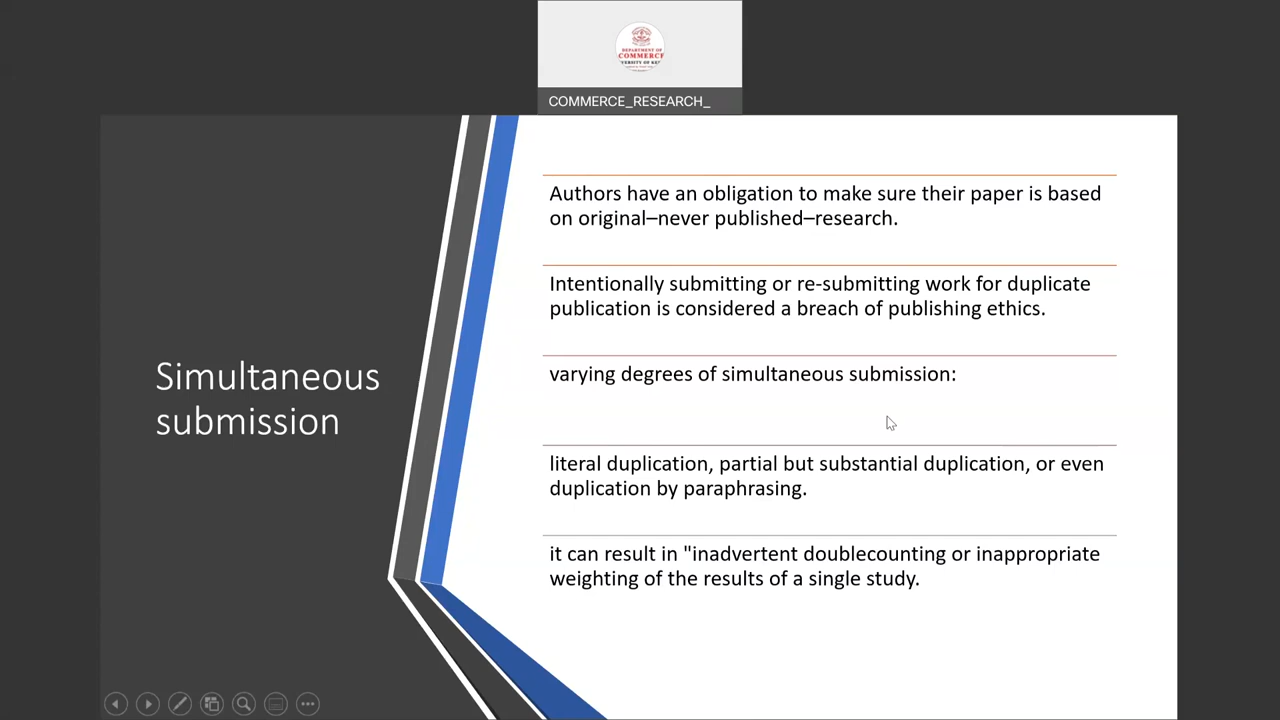 DEPARTMENT OF
COMMERCE
COMMERCE_RESEARCH_
Simultaneous
submission
Authors have an obligation to make sure their paper is based
on original–never published–research.
Intentionally submitting or re-submitting work for duplicate
publication is considered a breach of publishing ethics.
varying degrees of simultaneous submission:
literal duplication, partial but substantial duplication, or even
duplication by paraphrasing.
it can result in "inadvertent doublecounting or inappropriate
weighting of the results of a single study.